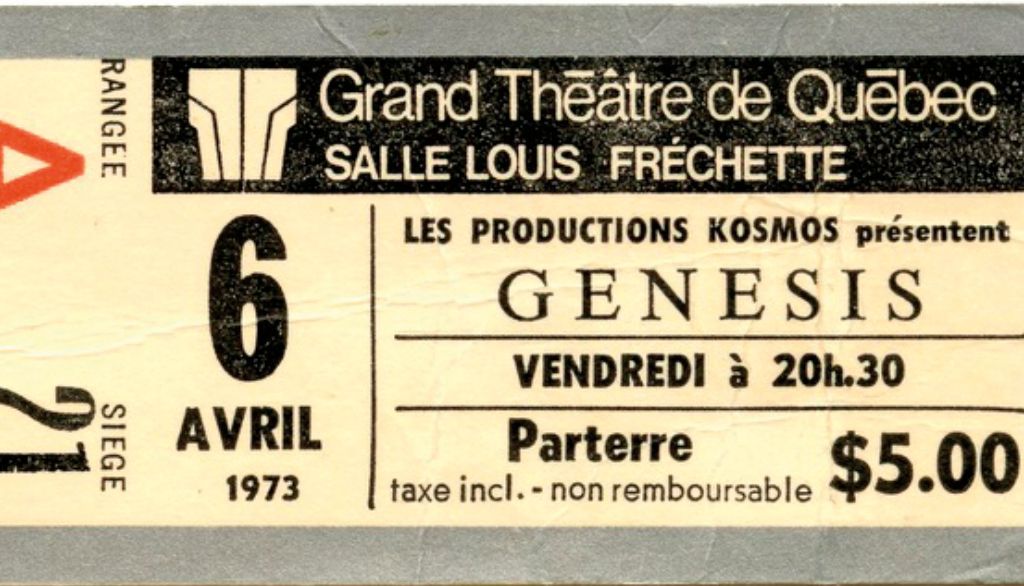 RANGEE
A
SIEGE
21
Grand Théâtre de Québec
SALLE LOUIS FRÉCHETTE
6
AVRIL
1973
LES PRODUCTIONS KOSMOS présentent
GENESIS
VENDREDI à 20h.30
Parterre
taxe incl. - non remboursable
$5.00